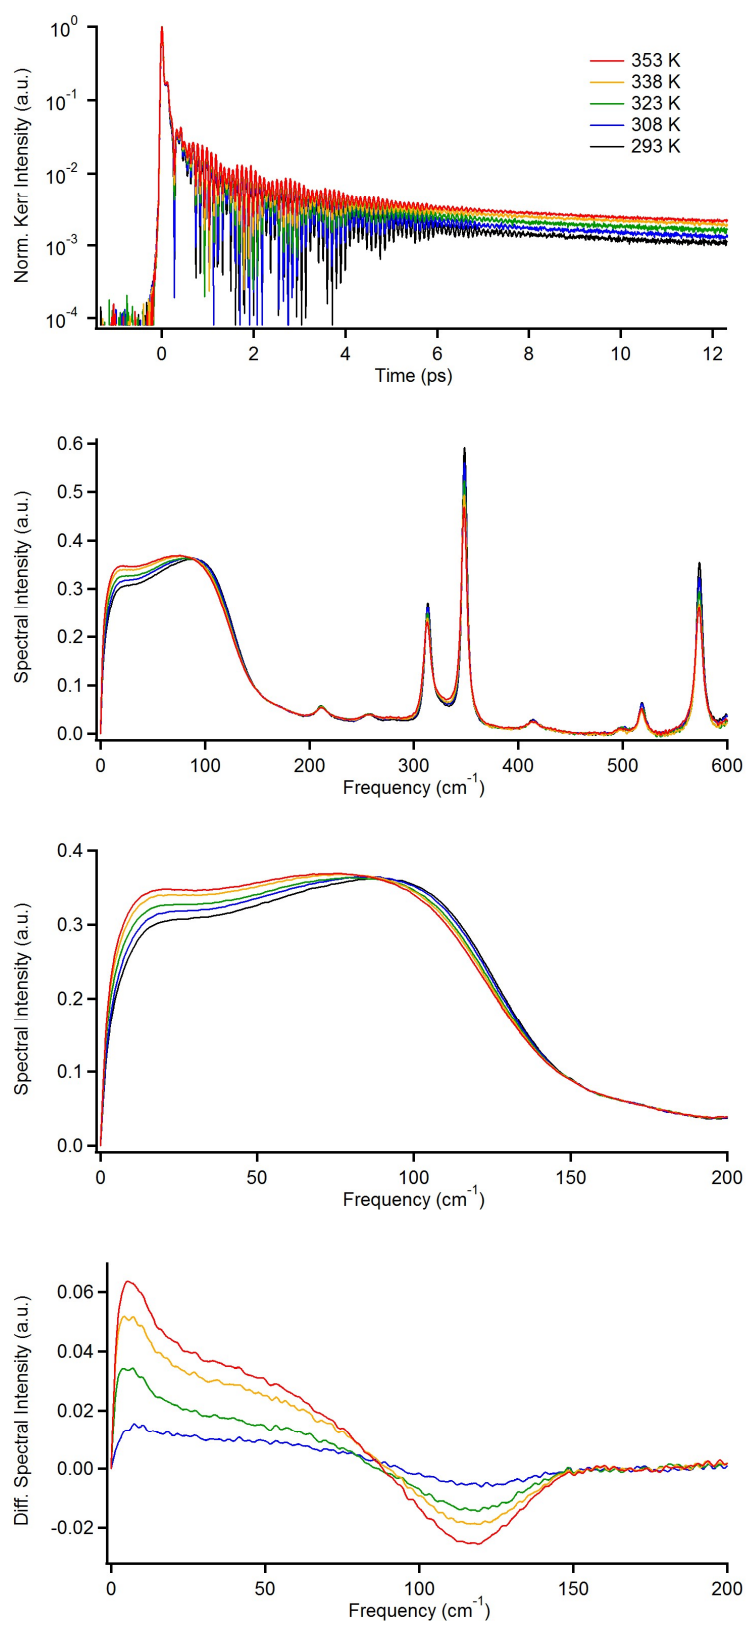 10^0
10^-1
10^-2
10^-3
10^-4
Norm. Kerr Intensity (a.u.)
353 K
338 K
323 K
308 K
293 K
0 2 4 6 8 10 12
Time (ps)
0.6
0.5
0.4
0.3
0.2
0.1
0.0
Spectral Intensity (a.u.)
0 100 200 300 400 500 600
Frequency (cm^-1)
0.4
0.3
0.2
0.1
0.0
Spectral Intensity (a.u.)
0 50 100 150 200
Frequency (cm^-1)
0.06
0.04
0.02
0.00
-0.02
Diff. Spectral Intensity (a.u.)
0 50 100 150 200
Frequency (cm^-1)